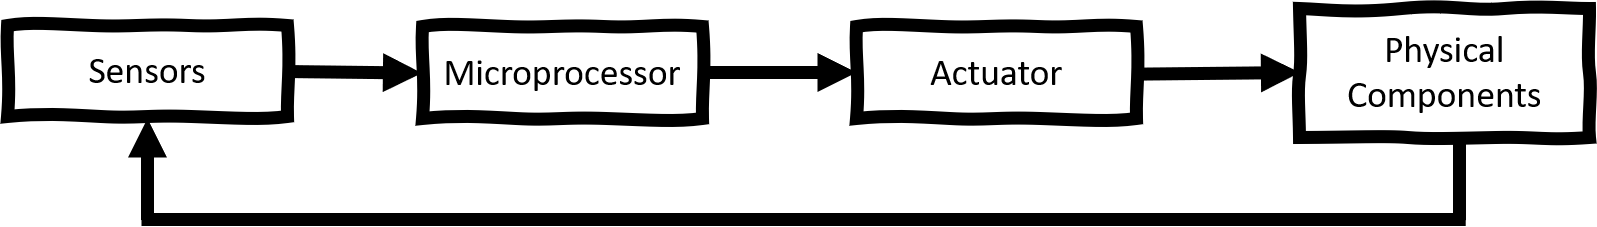 Sensors
Microprocessor
Actuator
Physical
Components